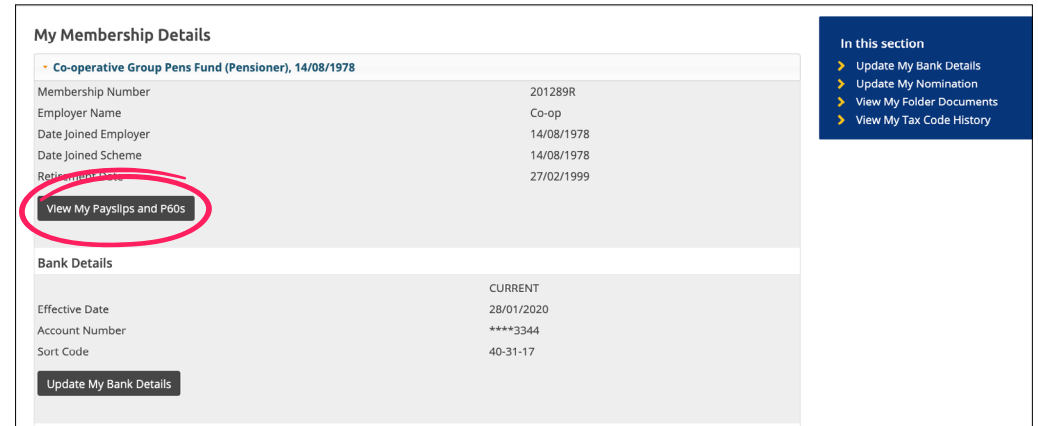 My Membership Details
Co-operative Group Pens Fund (Pensioner), 14/08/1978
Membership Number 201289R
Employer Name Co-op
Date Joined Employer 14/08/1978
Date Joined Scheme 14/08/1978
Retirement Date 27/02/1999
View My Payslips and P60s
Bank Details
CURRENT
Effective Date 28/01/2020
Account Number ****3344
Sort Code 40-31-17
Update My Bank Details
In this section
Update My Bank Details
Update My Nomination
View My Folder Documents
View My Tax Code History